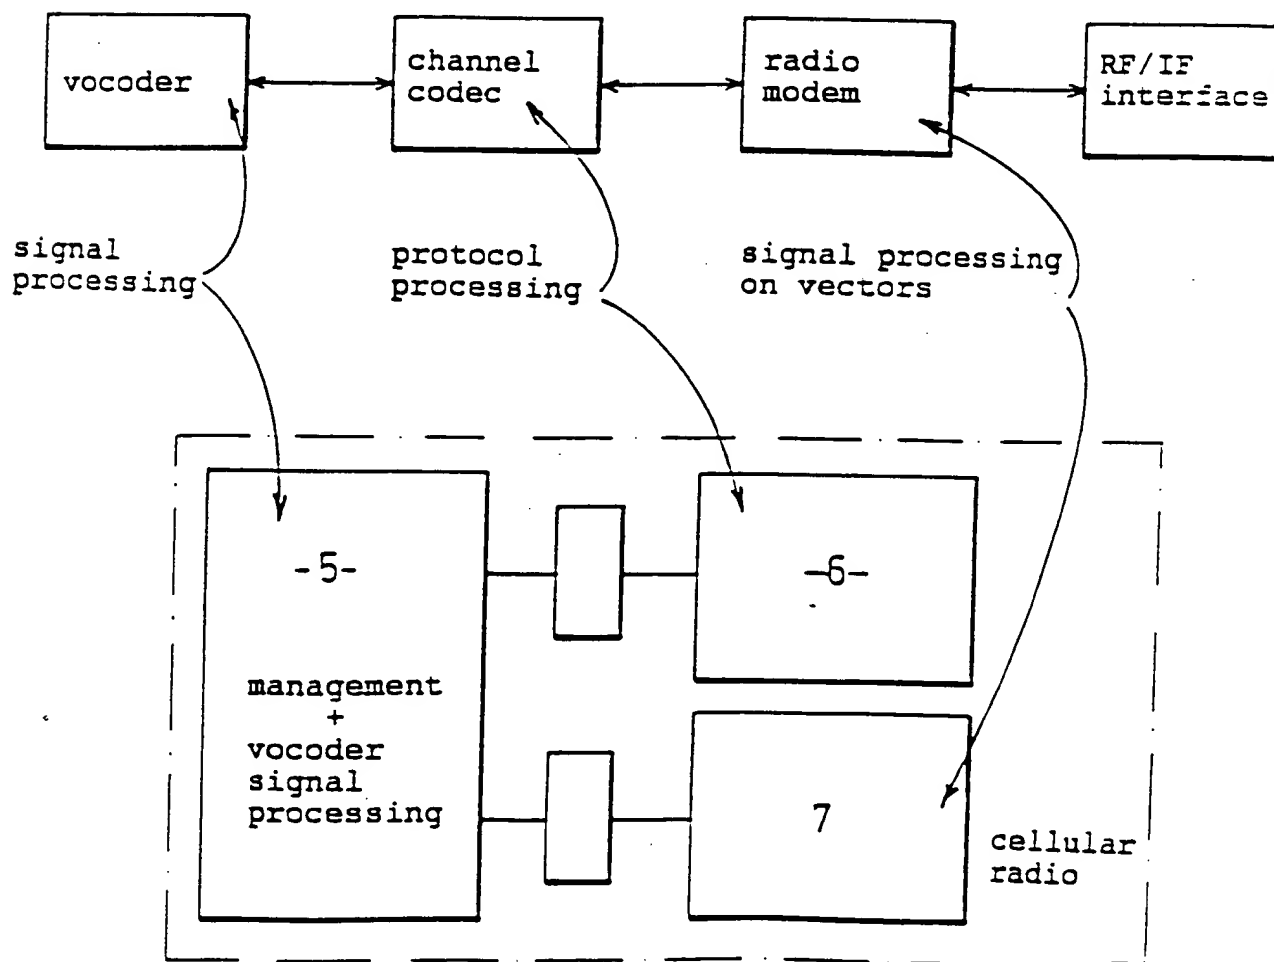 vocoder
channel
codec
radio
modem
RF/IF
interface
signal
processing
protocol
processing
signal processing
on vectors
-5-
-6-
management
+
vocoder
signal
processing
7
cellular
radio